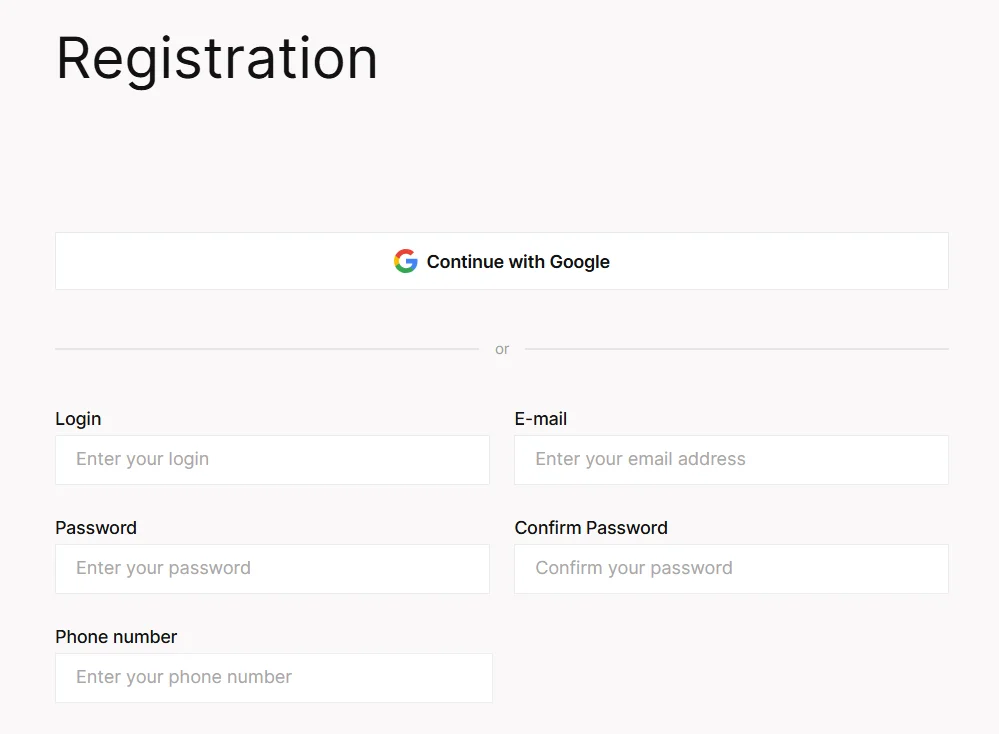 Registration
Continue with Google
or
Login
E-mail
Enter your login
Enter your email address
Password
Confirm Password
Enter your password
Confirm your password
Phone number
Enter your phone number